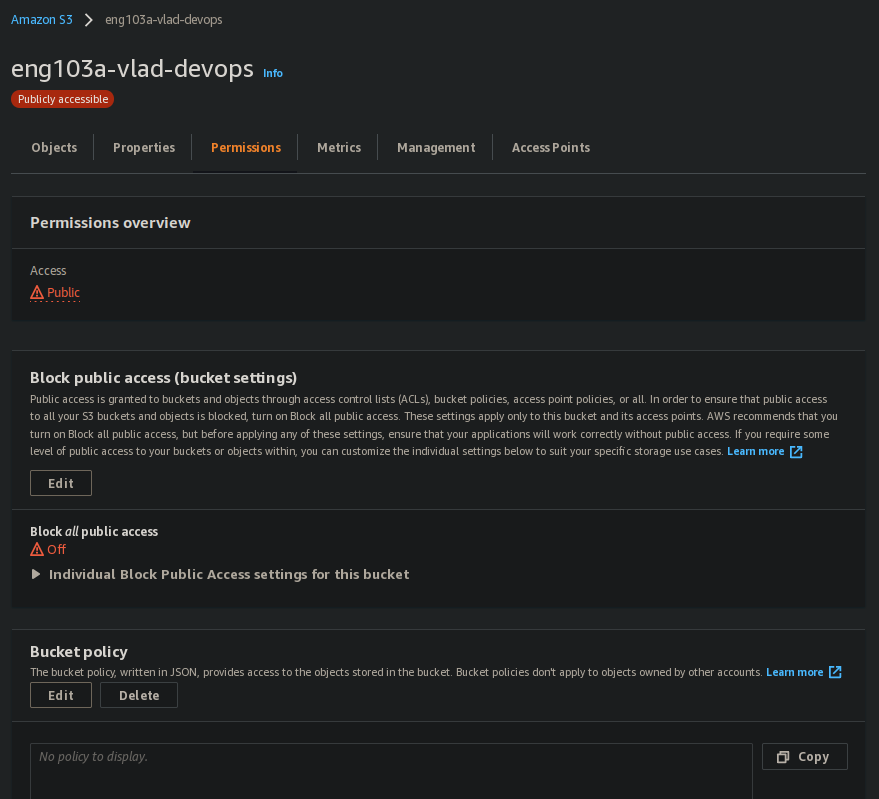 Amazon S3 > eng103a-vlad-devops
eng103a-vlad-devops Info
Publicly accessible
Objects Properties Permissions Metrics Management Access Points
Permissions overview
Access
Public
Block public access (bucket settings)
Public access is granted to buckets and objects through access control lists (ACLs), bucket policies, access point policies, or all. In order to ensure that public access
to all your S3 buckets and objects is blocked, turn on Block all public access. These settings apply only to this bucket and its access points. AWS recommends that you
turn on Block all public access, but before applying any of these settings, ensure that your applications will work correctly without public access. If you require some
level of public access to your buckets or objects within, you can customize the individual settings below to suit your specific storage use cases. Learn more
Edit
Block all public access
Off
Individual Block Public Access settings for this bucket
Bucket policy
The bucket policy, written in JSON, provides access to the objects stored in the bucket. Bucket policies don't apply to objects owned by other accounts. Learn more
Edit Delete
No policy to display. Copy